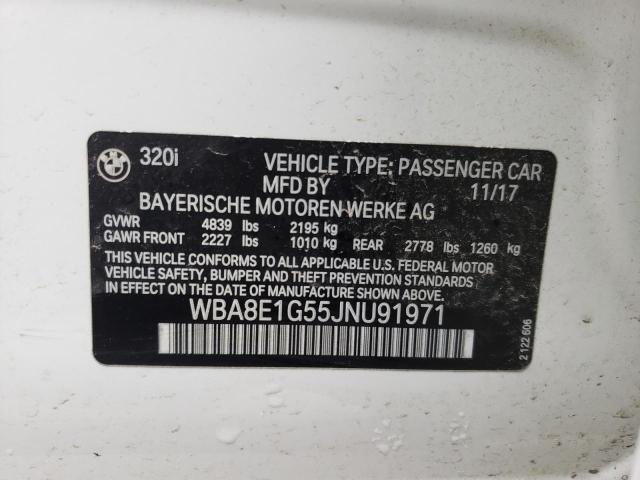 BMW 320i VEHICLE TYPE: PASSENGER CAR
MFD BY 11/17
BAYERISCHE MOTOREN WERKE AG
GVWR 4839 lbs 2195 kg
GAWR FRONT 2227 lbs 1010 kg REAR 2778 lbs 1260 kg
THIS VEHICLE CONFORMS TO ALL APPLICABLE U.S. FEDERAL MOTOR
VEHICLE SAFETY, BUMPER AND THEFT PREVENTION STANDARDS
IN EFFECT ON THE DATE OF MANUFACTURE SHOWN ABOVE.
WBA8E1G55JNU91971
2 122 606